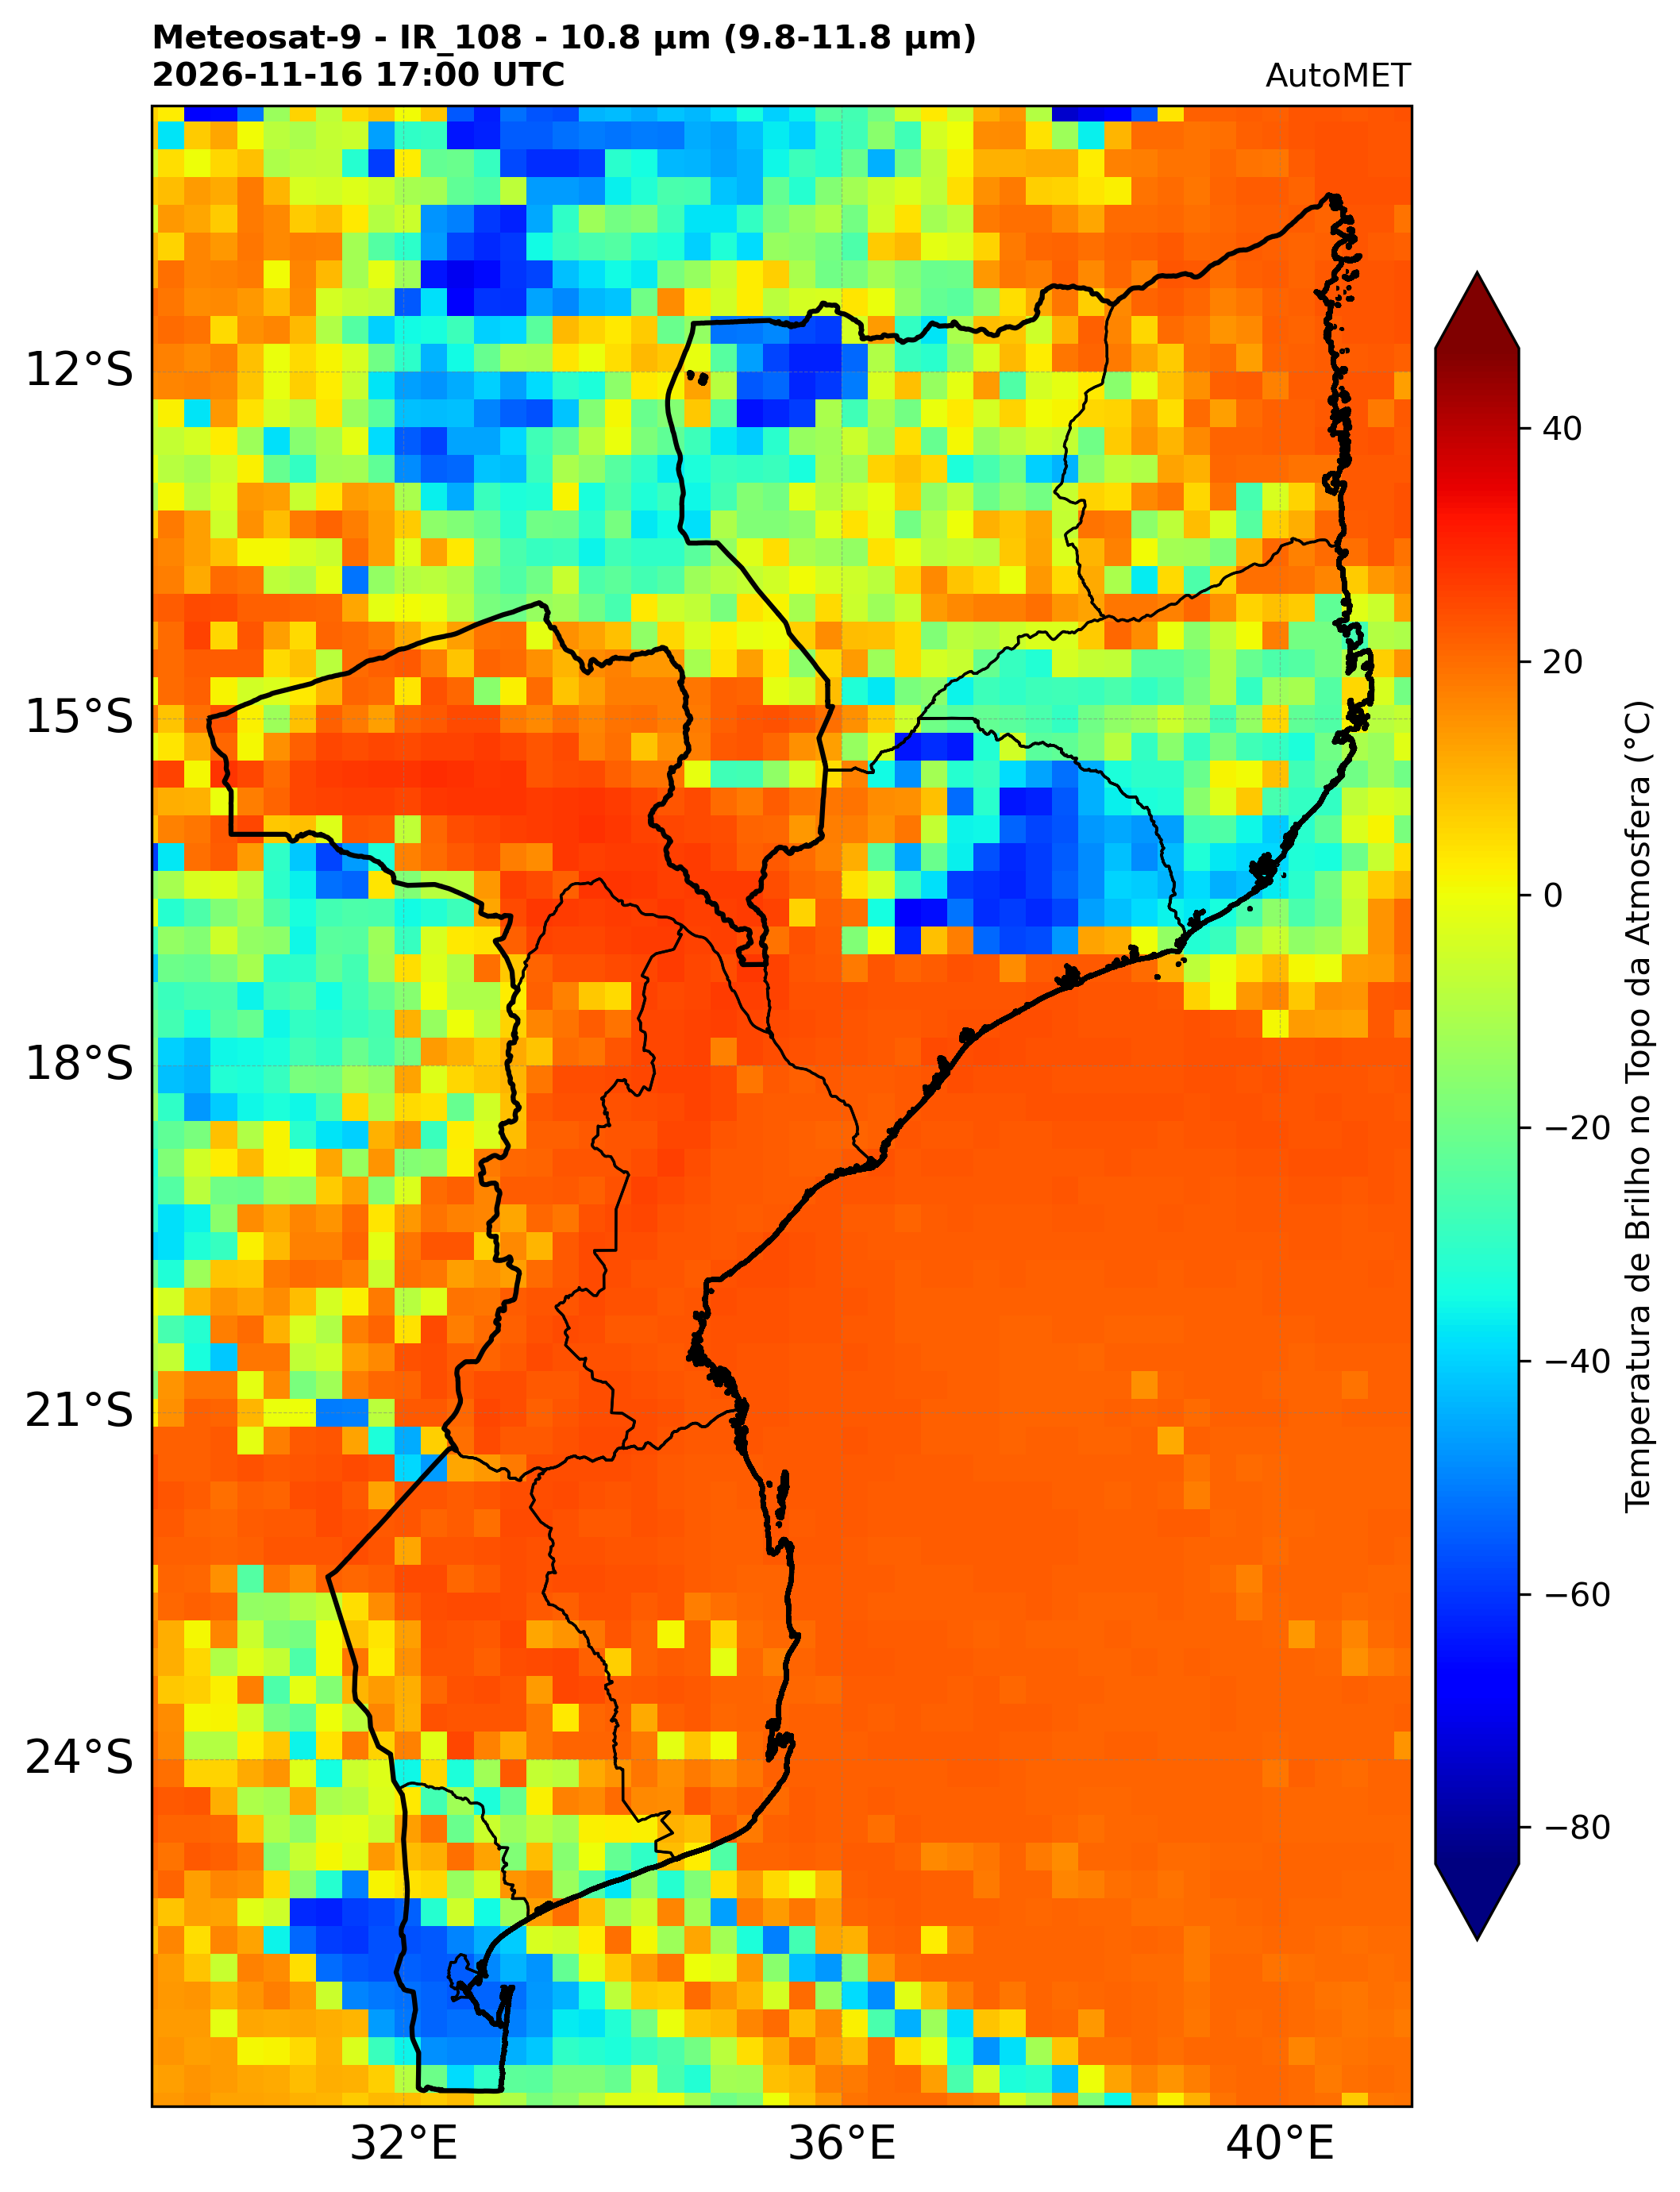 Meteosat-9 - IR_108 - 10.8 µm (9.8-11.8 µm)
2026-11-16 17:00 UTC
AutoMET
12°S
15°S
18°S
21°S
24°S
32°E
36°E
40°E
40
20
0
−20
−40
−60
−80
Temperatura de Brilho no Topo da Atmosfera (°C)